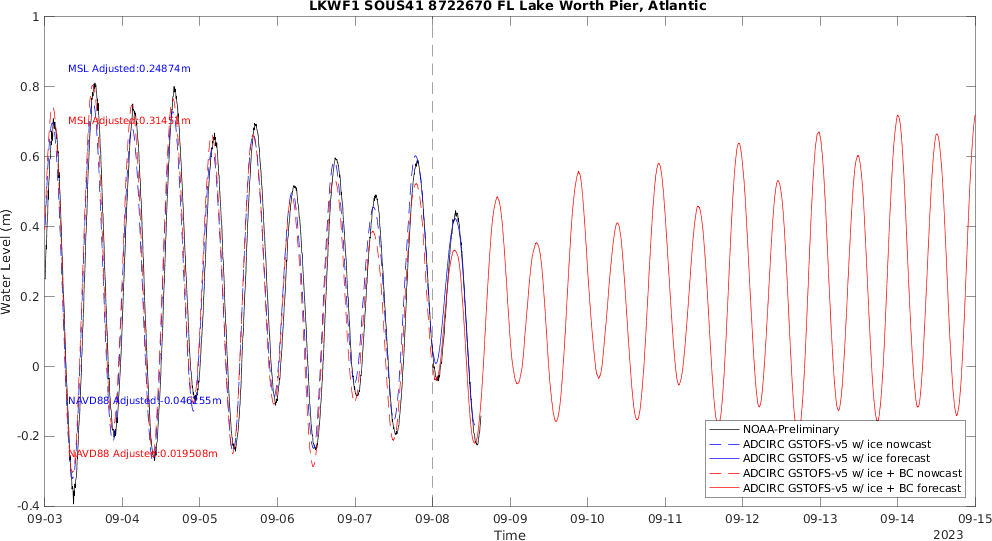 LKWF1 SOUS41 8722670 FL Lake Worth Pier, Atlantic
1
0.8
0.6
0.4
0.2
0
-0.2
-0.4
Water Level (m)
MSL Adjusted:0.24874m
MSL Adjusted:0.31451m
NAVD88 Adjusted:-0.046255m
NAVD88 Adjusted:0.019508m
NOAA-Preliminary
ADCIRC GSTOFS-v5 w/ ice nowcast
ADCIRC GSTOFS-v5 w/ ice forecast
ADCIRC GSTOFS-v5 w/ ice + BC nowcast
ADCIRC GSTOFS-v5 w/ ice + BC forecast
09-03 09-04 09-05 09-06 09-07 09-08 09-09 09-10 09-11 09-12 09-13 09-14 09-15
Time
2023